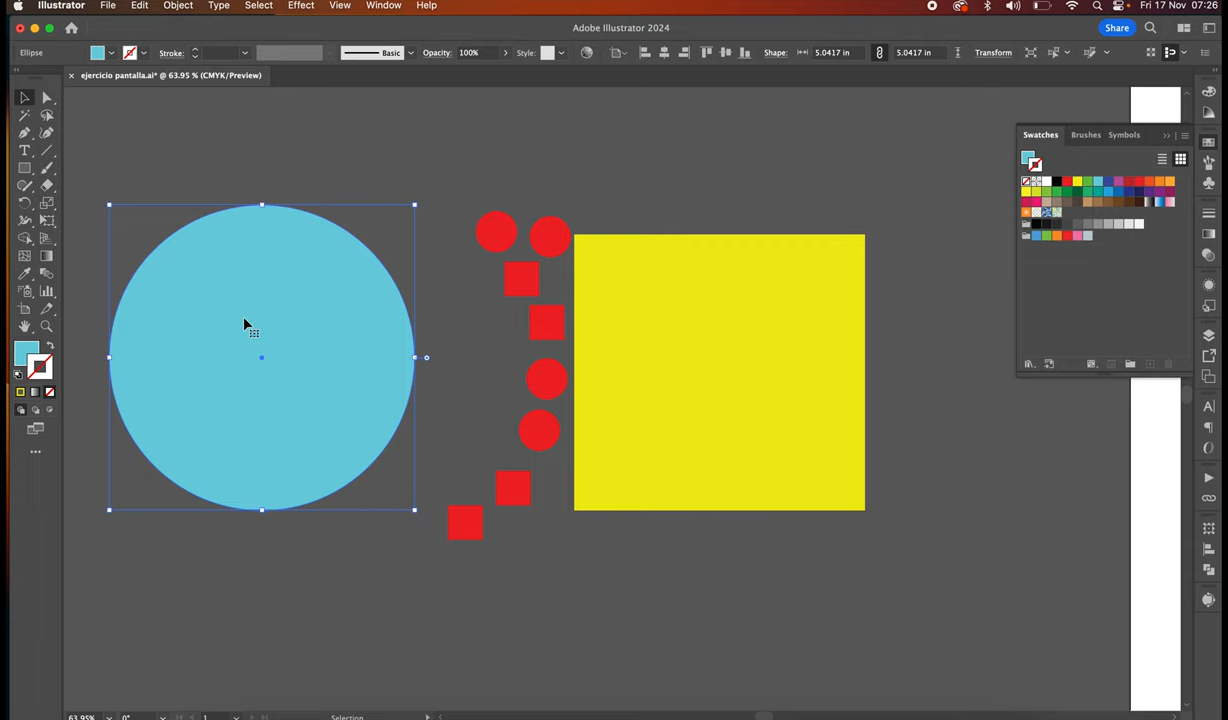 Illustrator File Edit Object Type Select Effect View Window Help Fri 17 Nov 07:26
Adobe Illustrator 2024
Share
Ellipse Stroke: Basic Opacity: 100% Style: Shape: 5.0417 in 5.0417 in Transform
× ejercicio pantalla.ai* @ 63.95 % (CMYK/Preview)
Swatches Brushes Symbols
63.95% 0° 1 Selection